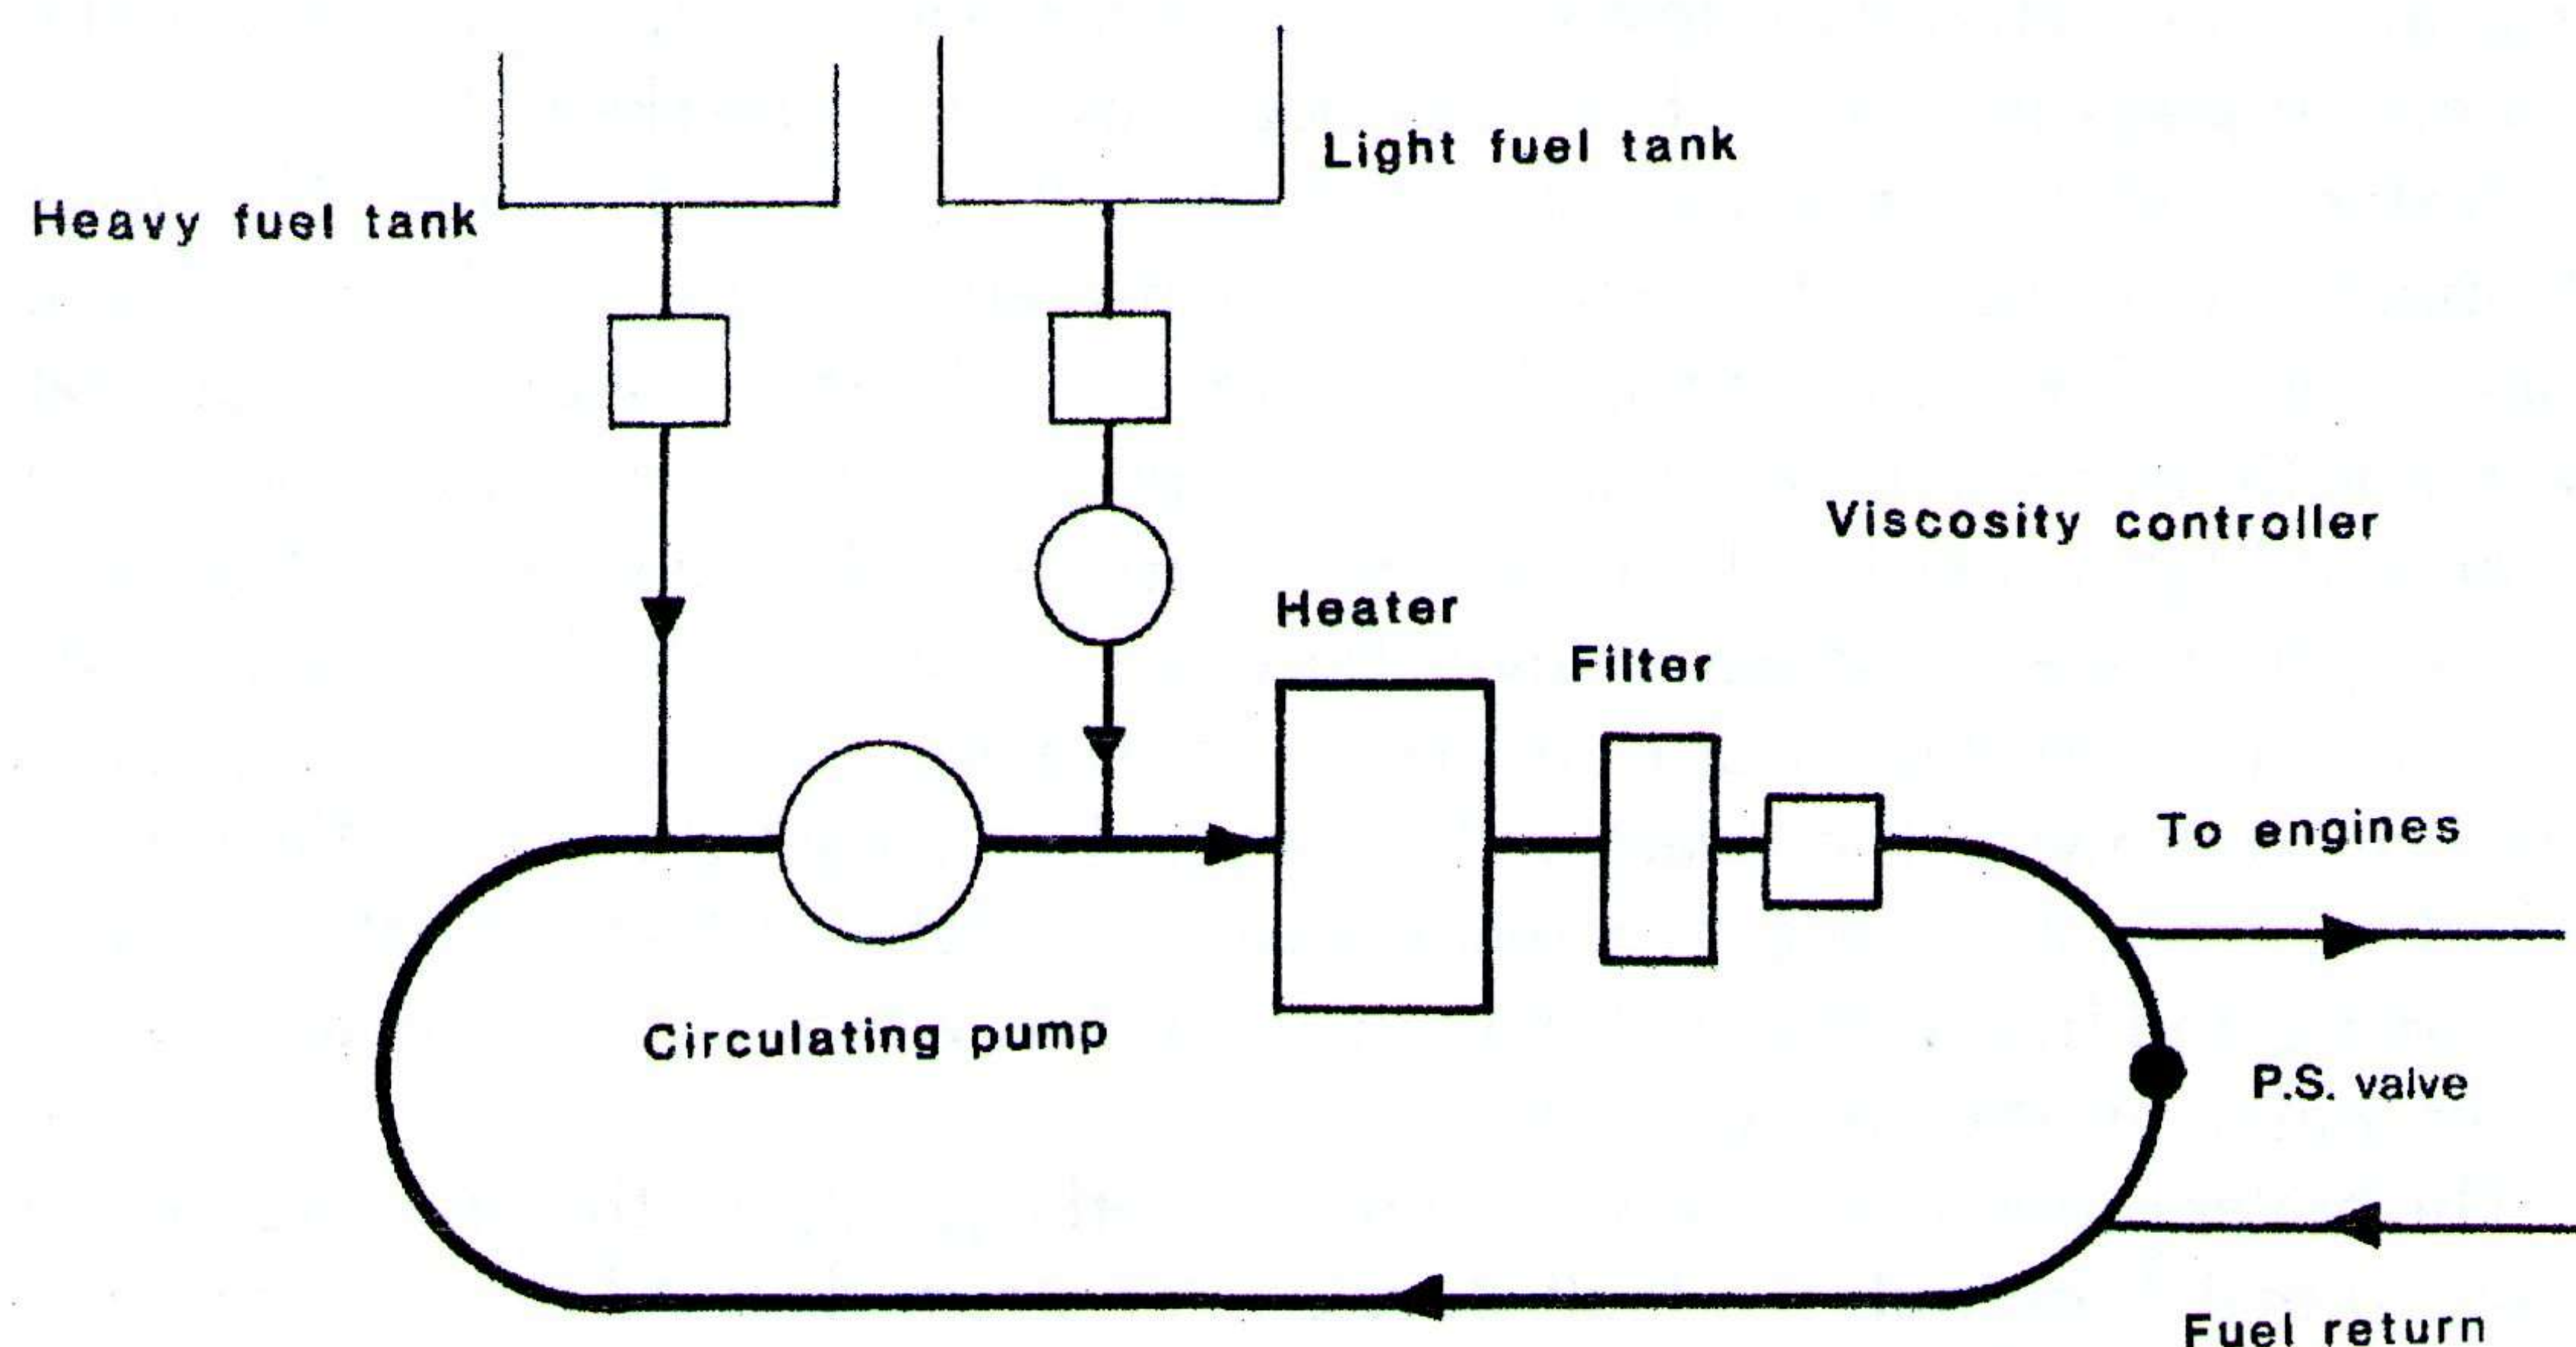 Light fuel tank
Heavy fuel tank
Viscosity controller
Heater
Filter
To engines
Circulating pump
P.S. valve
Fuel return